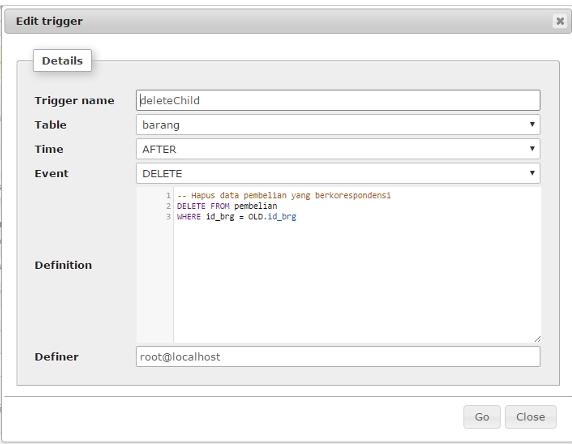 Edit trigger
Details
Trigger name deleteChild
Table barang
Time AFTER
Event DELETE
Definition
1 -- Hapus data pembelian yang berkorespondensi
2 DELETE FROM pembelian
3 WHERE id_brg = OLD.id_brg
Definer root@localhost
Go Close